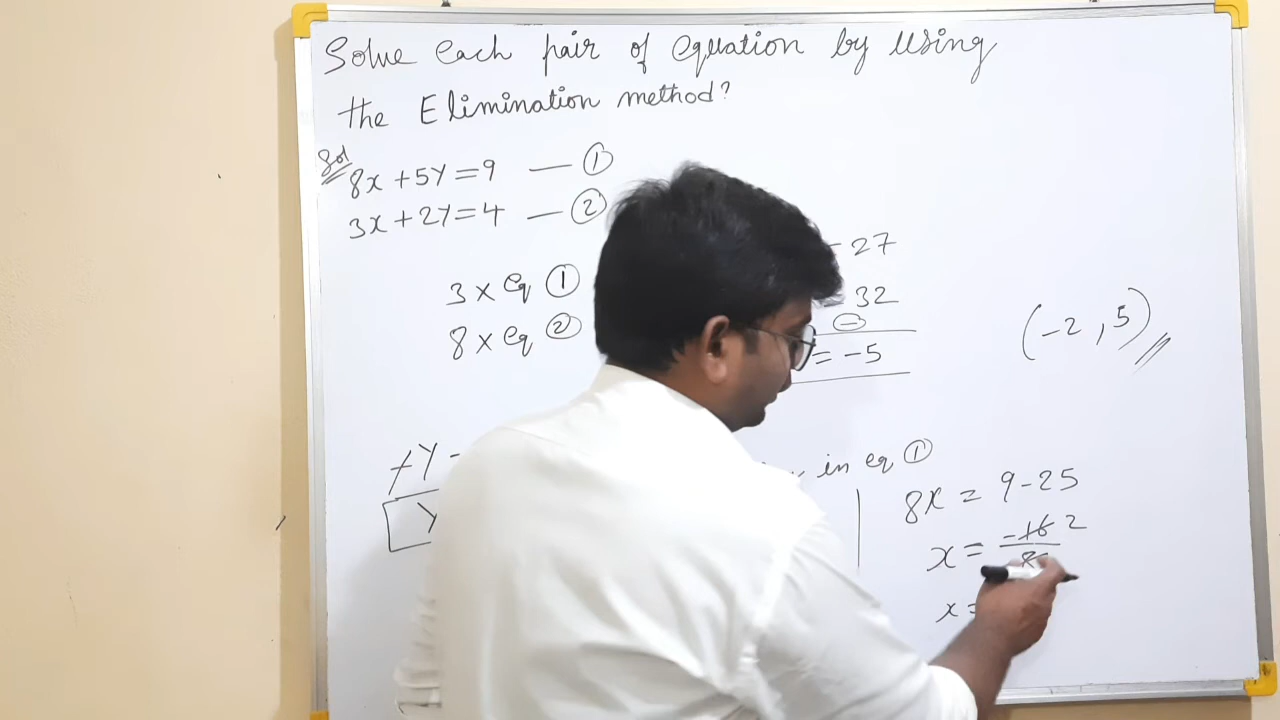 Solve each pair of equation by using
the Elimination method?
Sol
8x + 5y = 9 — ①
3x + 2y = 4 — ②
3 x eq ①
8 x eq ②
- 27
= 32
-
= -5
(-2, 5)
+y -
y
in eq ①
8x = 9 - 25
x = -16 2
8
x =